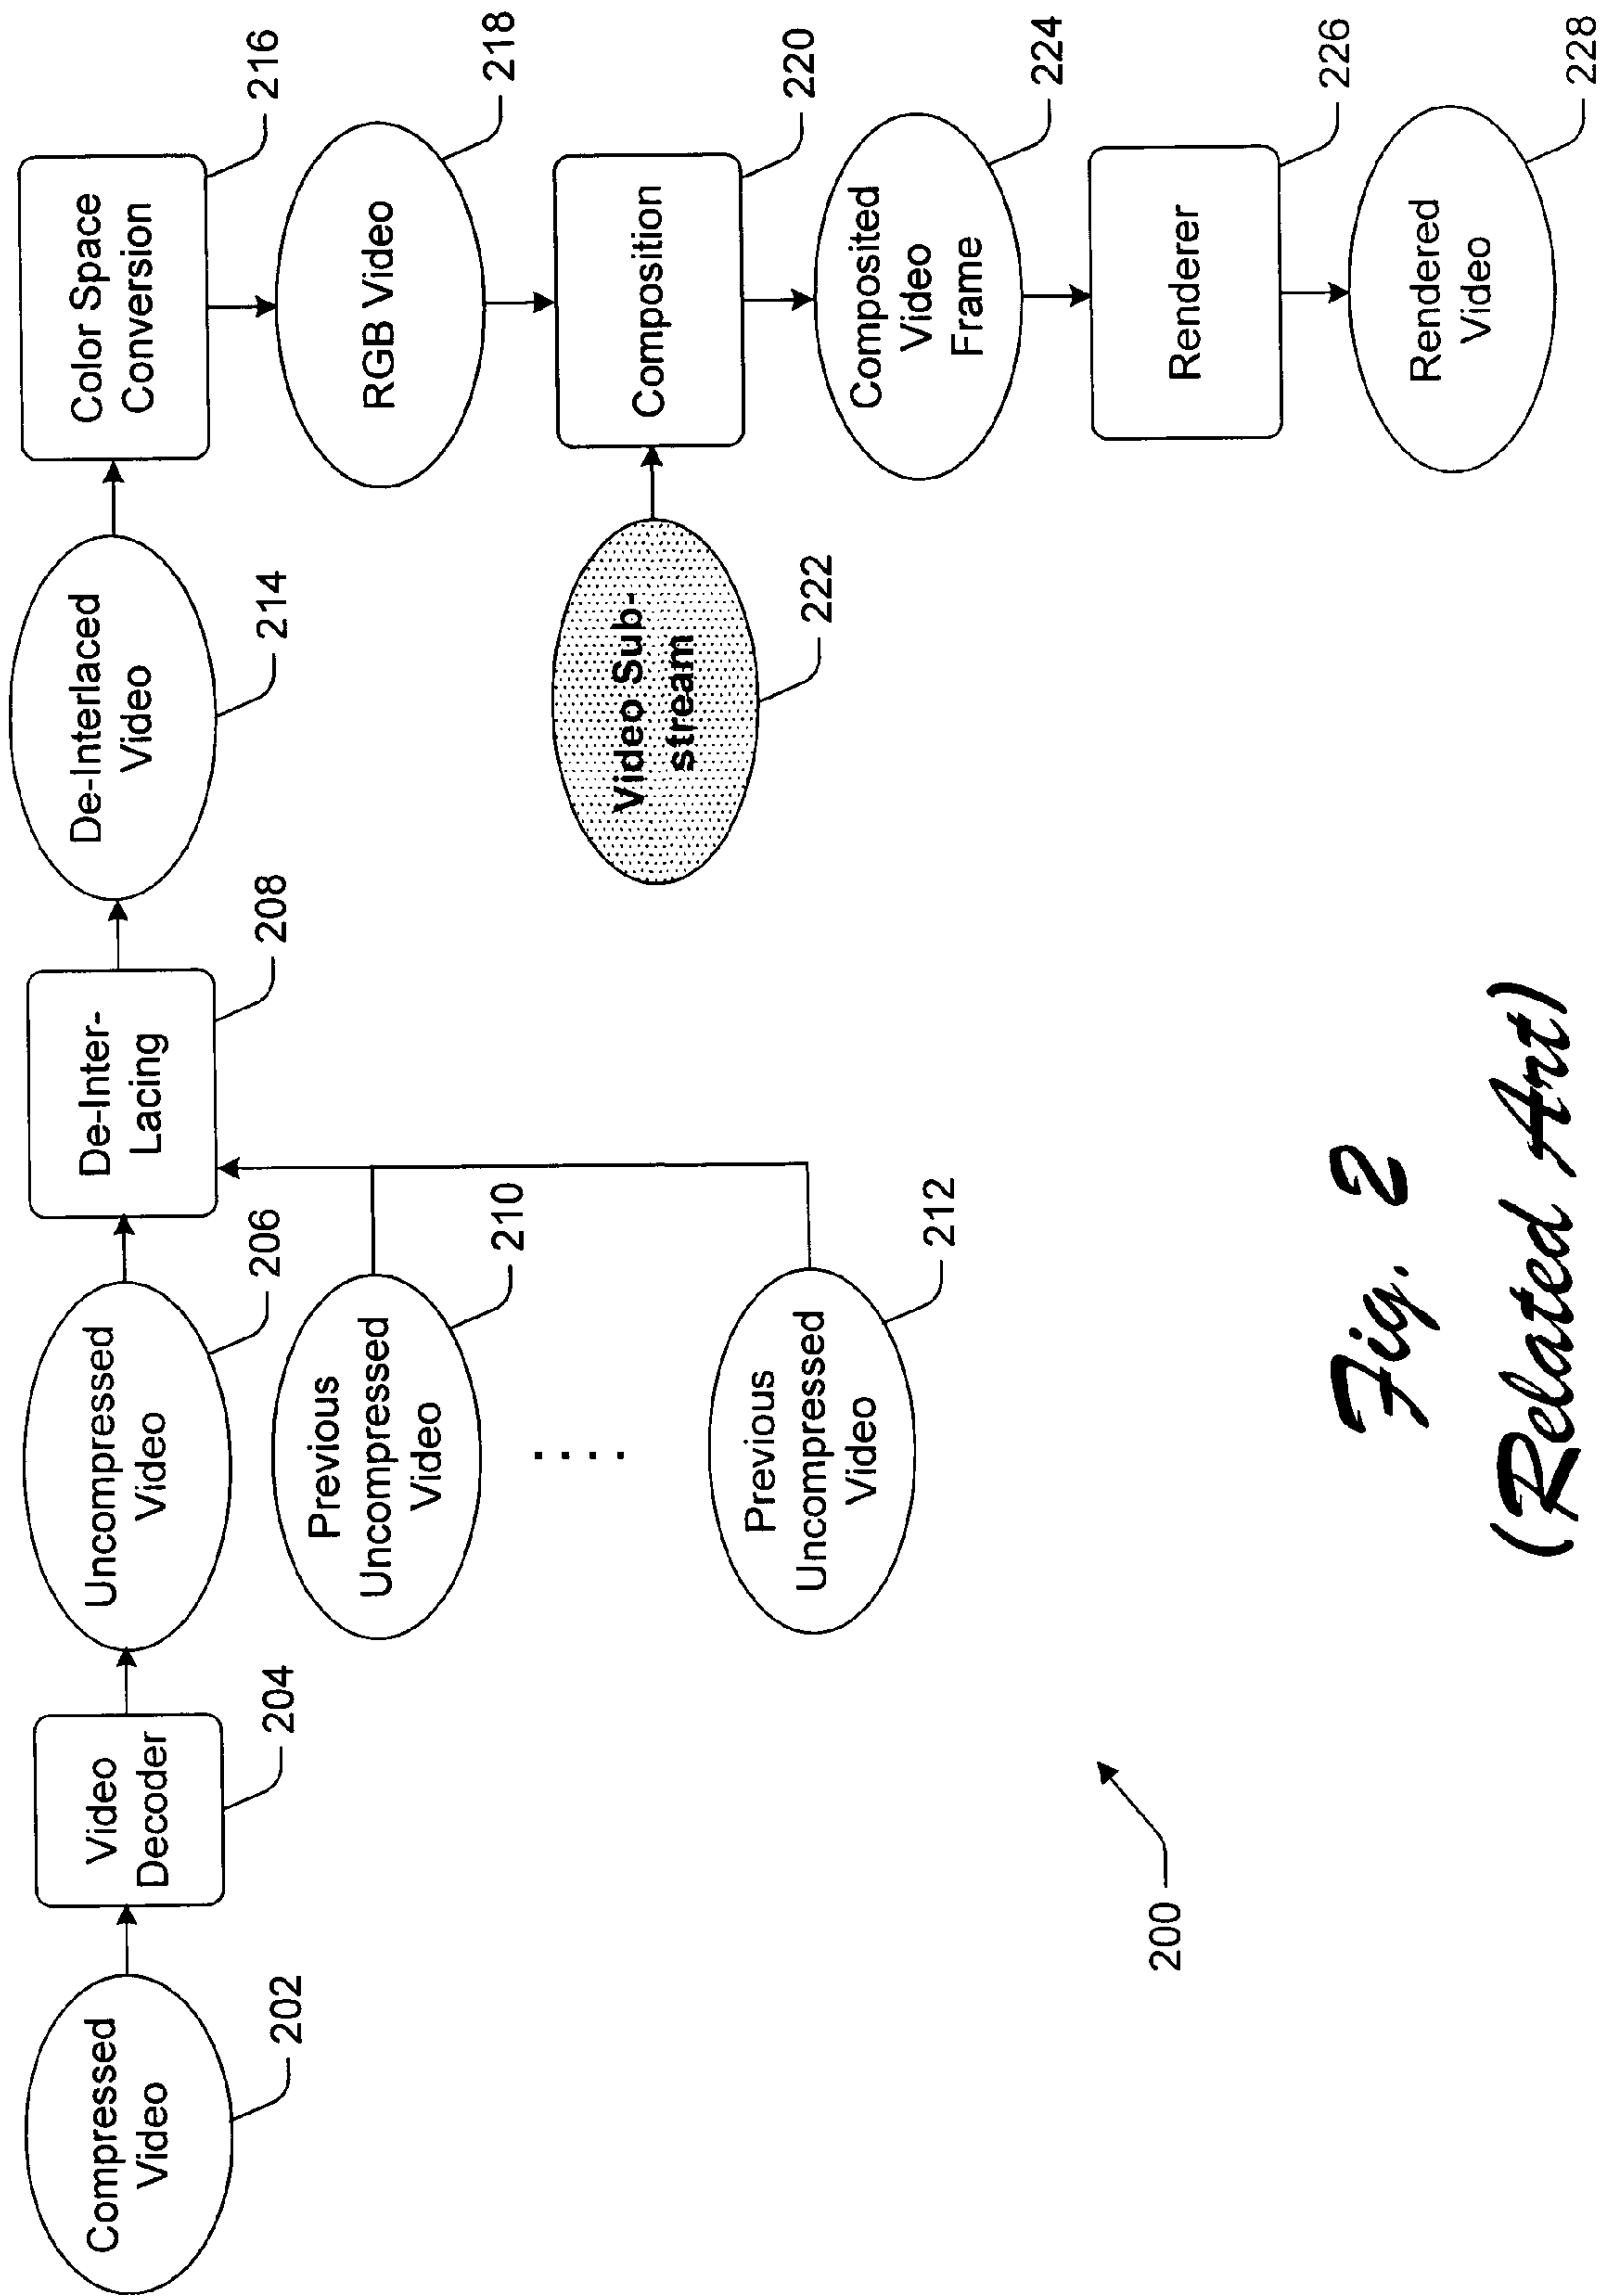 Compressed
Video
202
Video
Decoder
204
Uncompressed
Video
206
De-Inter-
Lacing
208
Previous
Uncompressed
Video
210
. . . .
Previous
Uncompressed
Video
212
De-Interlaced
Video
214
Color Space
Conversion
216
RGB Video
218
Composition
220
Video Sub-
stream
222
Composited
Video
Frame
224
Renderer
226
Rendered
Video
228
200
Fig. 2
(Related Art)